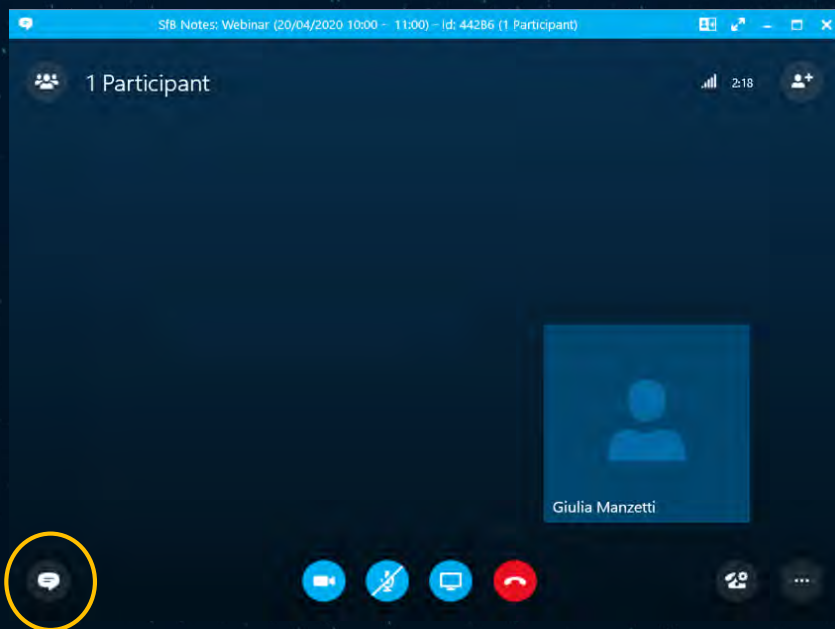 SfB Notes: Webinar (20/04/2020 10:00 - 11:00) - Id: 44286 (1 Participant)
1 Participant
2:18
Giulia Manzetti